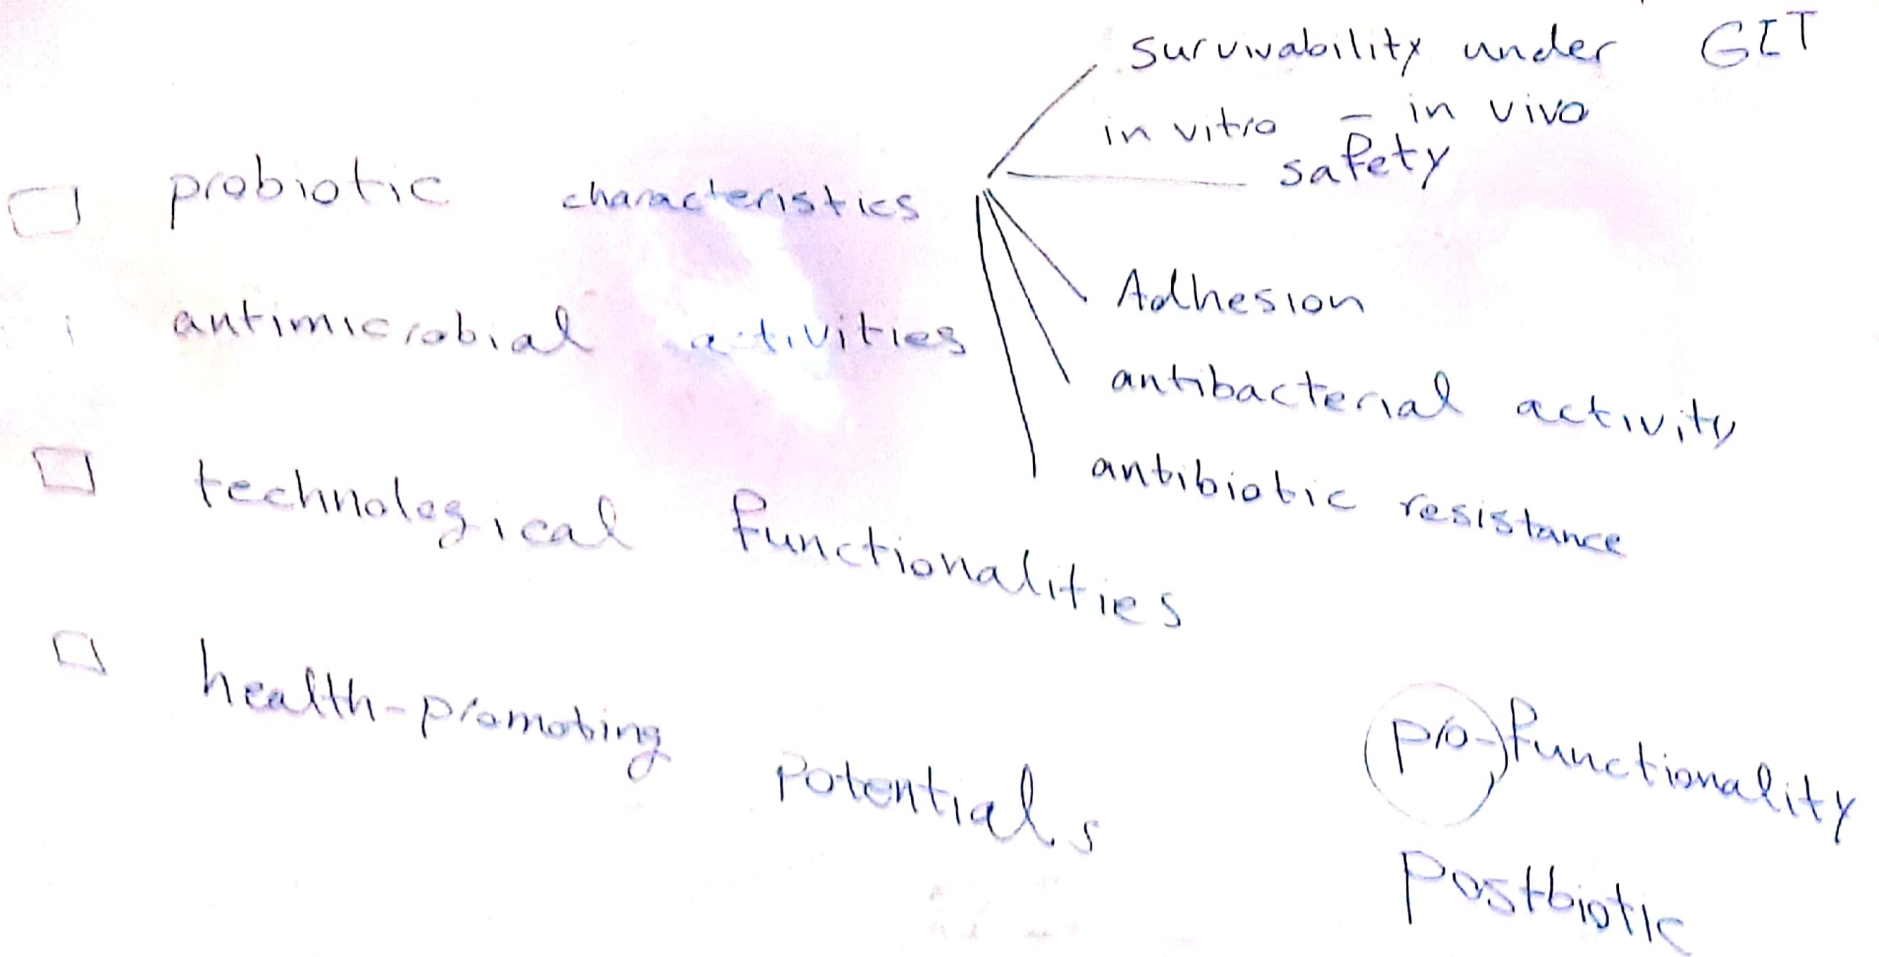 survivability under GIT
in vitro - in vivo
safety
probiotic characteristics
Adhesion
antimicrobial activities
antibacterial activity
antibiotic resistance
technological functionalities
health-promoting potentials
pro-functionality
Postbiotic